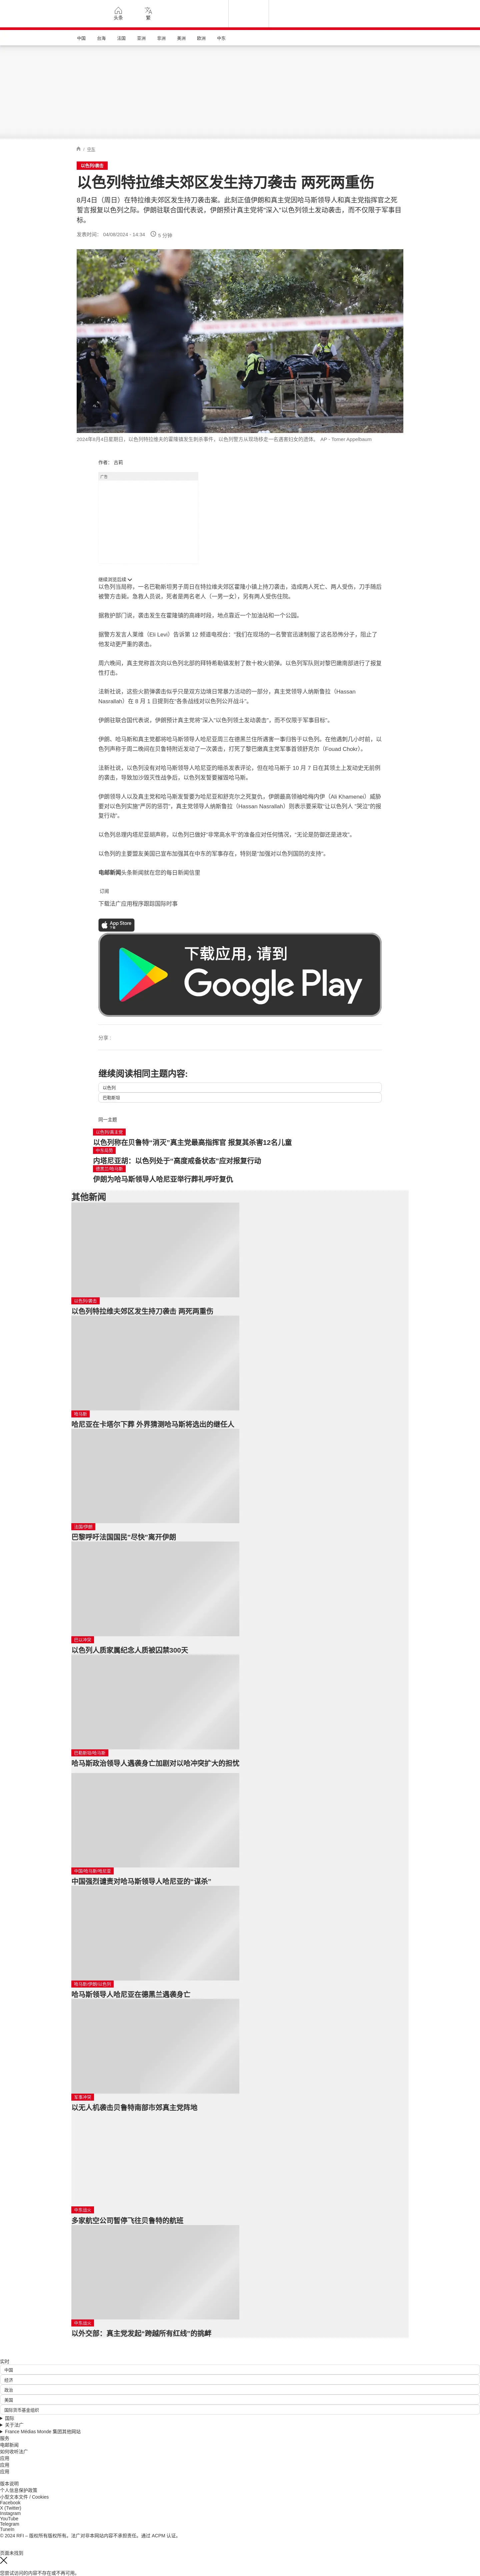 头条
繁
中国
台海
法国
亚洲
非洲
美洲
欧洲
中东
中东
以色列/袭击
以色列特拉维夫郊区发生持刀袭击 两死两重伤
8月4日（周日）在特拉维夫郊区发生持刀袭击案。此刻正值伊朗和真主党因哈马斯领导人和真主党指挥官之死
誓言报复以色列之际。伊朗驻联合国代表说，伊朗预计真主党将“深入”以色列领土发动袭击，而不仅限于军事目
标。
发表时间： 04/08/2024 - 14:34
5 分钟
2024年8月4日星期日，以色列特拉维夫的霍隆镇发生刺杀事件，以色列警方从现场移走一名遇害妇女的遗体。 AP - Tomer Appelbaum
作者： 古莉
广告
继续浏览后续
以色列当局称，一名巴勒斯坦男子周日在特拉维夫郊区霍隆小镇上持刀袭击，造成两人死亡、两人受伤，刀手随后
被警方击毙。急救人员说，死者是两名老人（一男一女），另有两人受伤住院。
据救护部门说，袭击发生在霍隆镇的高峰时段，地点靠近一个加油站和一个公园。
据警方发言人莱维（Eli Levi）告诉第 12 频道电视台：“我们在现场的一名警官迅速制服了这名恐怖分子，阻止了
他发动更严重的袭击。
周六晚间，真主党称首次向以色列北部的拜特希勒镇发射了数十枚火箭弹。以色列军队则对黎巴嫩南部进行了报复
性打击。
法新社说，这些火箭弹袭击似乎只是双方边境日常暴力活动的一部分，真主党领导人纳斯鲁拉（Hassan
Nasrallah）在 8 月 1 日提到在“各条战线对以色列公开战斗”。
伊朗驻联合国代表说，伊朗预计真主党将“深入”以色列领土发动袭击”，而不仅限于军事目标”。
伊朗、哈马斯和真主党都将哈马斯领导人哈尼亚周三在德黑兰住所遇害一事归咎于以色列。在他遇刺几小时前，以
色列声称于周二晚间在贝鲁特附近发动了一次袭击，打死了黎巴嫩真主党军事首领舒克尔（Fouad Chokr）。
法新社说，以色列没有对哈马斯领导人哈尼亚的暗杀发表评论，但在哈马斯于 10 月 7 日在其领土上发动史无前例
的袭击，导致加沙毁灭性战争后，以色列发誓要摧毁哈马斯。
伊朗领导人以及真主党和哈马斯发誓要为哈尼亚和舒克尔之死复仇。伊朗最高领袖哈梅内伊（Ali Khamenei）威胁
要对以色列实施“严厉的惩罚”，真主党领导人纳斯鲁拉（Hassan Nasrallah）则表示要采取“让以色列人 “哭泣”的报
复行动”。
以色列总理内塔尼亚胡声称，以色列已做好“非常高水平”的准备应对任何情况，“无论是防御还是进攻”。
以色列的主要盟友美国已宣布加强其在中东的军事存在，特别是“加强对以色列国防的支持”。
电邮新闻头条新闻就在您的每日新闻信里
订阅
下载法广应用程序跟踪国际时事
App Store
下载应用，请到
Google Play
分享 :
继续阅读相同主题内容:
以色列
巴勒斯坦
同一主题
以色列/真主党
以色列称在贝鲁特“消灭”真主党最高指挥官 报复其杀害12名儿童
中东局势
内塔尼亚胡：以色列处于“高度戒备状态”应对报复行动
德黑兰/哈马斯
伊朗为哈马斯领导人哈尼亚举行葬礼呼吁复仇
其他新闻
以色列/袭击
以色列特拉维夫郊区发生持刀袭击 两死两重伤
哈马斯
哈尼亚在卡塔尔下葬 外界猜测哈马斯将选出的继任人
法国/伊朗
巴黎呼吁法国国民“尽快”离开伊朗
巴以冲突
以色列人质家属纪念人质被囚禁300天
巴勒斯坦/哈马斯
哈马斯政治领导人遇袭身亡加剧对以哈冲突扩大的担忧
中国/哈马斯/哈尼亚
中国强烈谴责对哈马斯领导人哈尼亚的“谋杀”
哈马斯/伊朗/以色列
哈马斯领导人哈尼亚在德黑兰遇袭身亡
军事冲突
以无人机袭击贝鲁特南部市郊真主党阵地
中东战火
多家航空公司暂停飞往贝鲁特的航班
中东战火
以外交部：真主党发起“跨越所有红线”的挑衅
实时
中国
经济
政治
美国
国际货币基金组织
国际
关于法广
France Médias Monde 集团其他网站
服务
电邮新闻
如何收听法广
应用
应用
应用
版本说明
个人信息保护政策
小型文本文件 / Cookies
Facebook
X (Twitter)
Instagram
YouTube
Telegram
TuneIn
© 2024 RFI – 版权所有版权所有。法广对非本网站内容不承担责任。通过 ACPM 认证。
页面未找到
您尝试访问的内容不存在或不再可用。